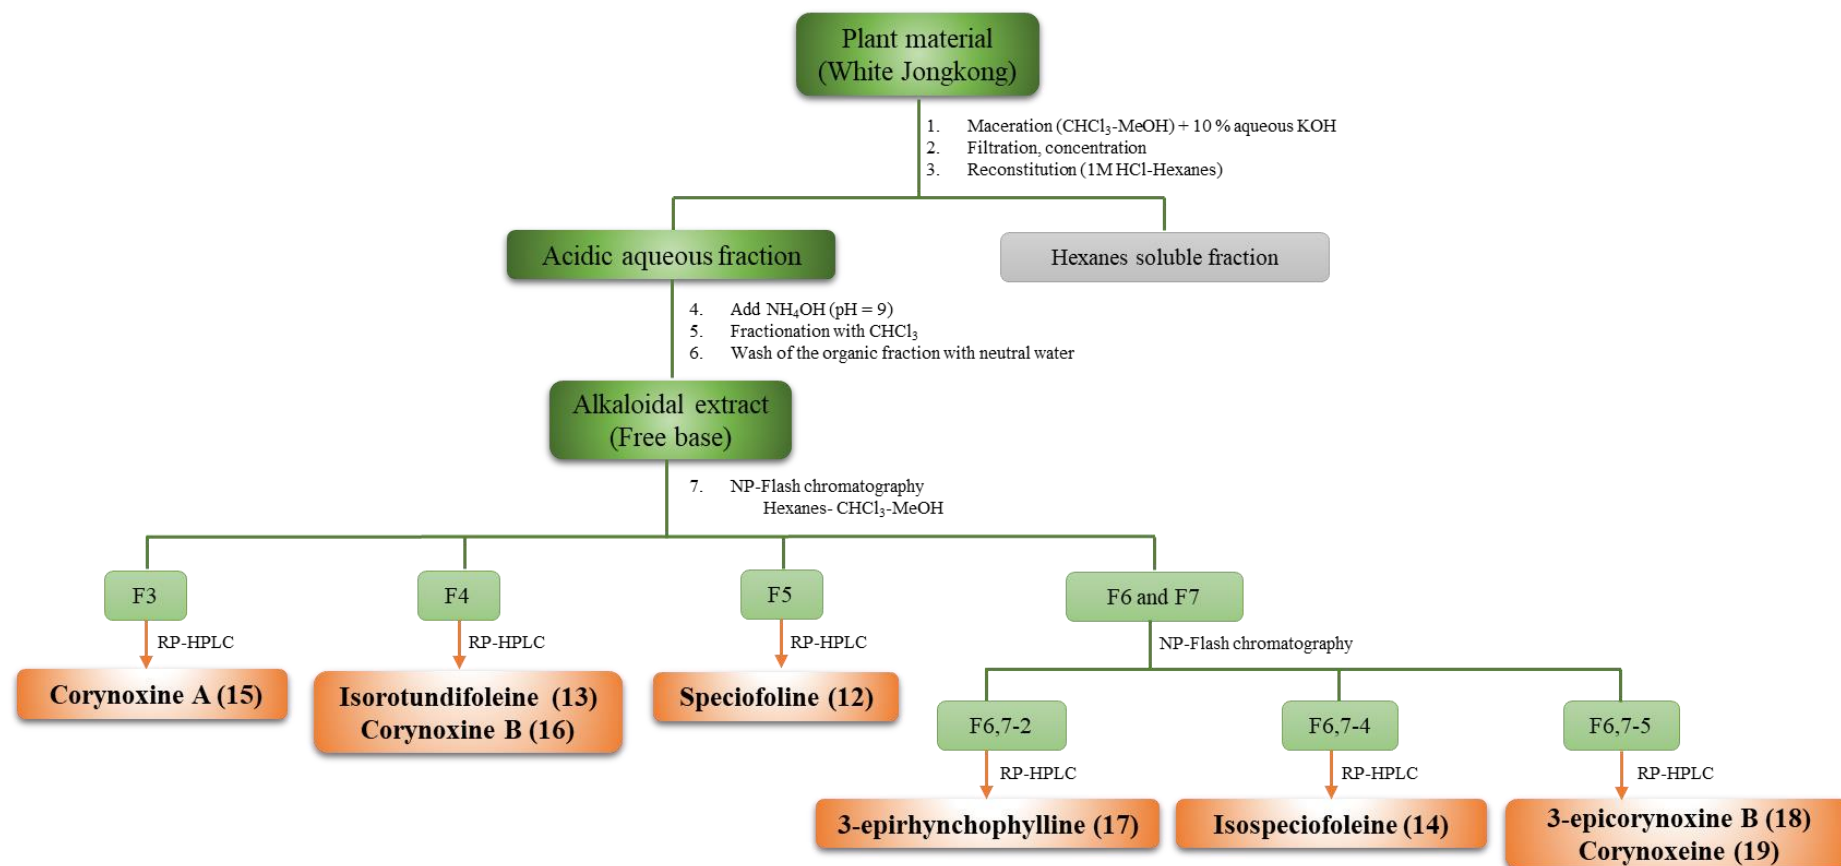 Plant material
(White Jongkong)
1. Maceration (CHCl₃-MeOH) + 10 % aqueous KOH
2. Filtration, concentration
3. Reconstitution (1M HCl-Hexanes)
Acidic aqueous fraction
Hexanes soluble fraction
4. Add NH₄OH (pH = 9)
5. Fractionation with CHCl₃
6. Wash of the organic fraction with neutral water
Alkaloidal extract
(Free base)
7. NP-Flash chromatography
Hexanes- CHCl₃-MeOH
F3
F4
F5
F6 and F7
RP-HPLC
RP-HPLC
RP-HPLC
NP-Flash chromatography
Corynoxine A (15)
Isorotundifoleine (13)
Corynoxine B (16)
Speciofoline (12)
F6,7-2
F6,7-4
F6,7-5
RP-HPLC
RP-HPLC
RP-HPLC
3-epirhynchophylline (17)
Isospeciofoleine (14)
3-epicorynoxine B (18)
Corynoxeine (19)